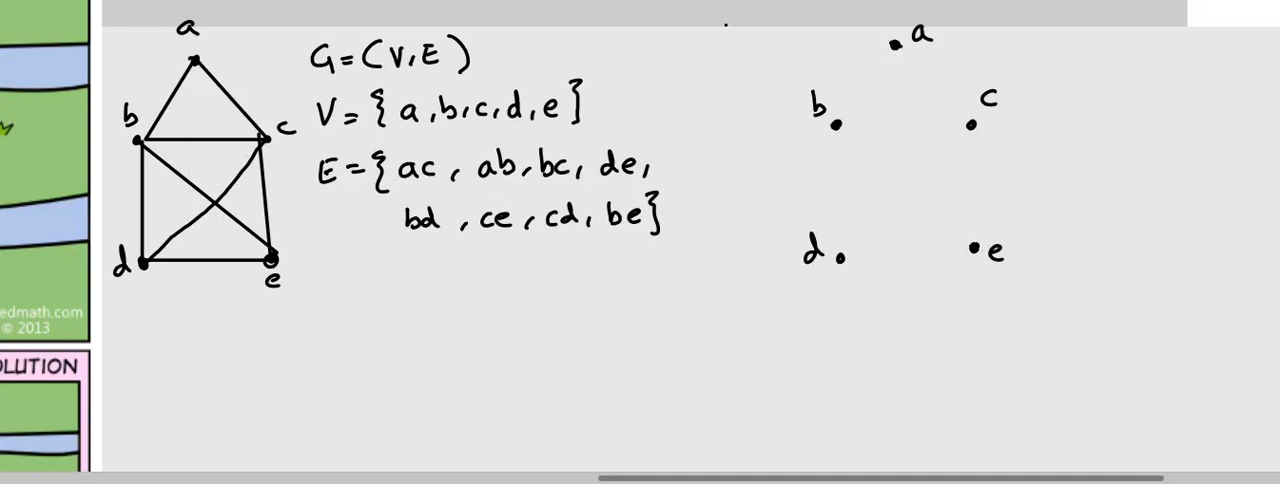 a
b
c
d
e
G=(V,E)
V={a,b,c,d,e}
E={ac, ab,bc, de,
bd, ce, cd, be}
a
b
c
d
e
edmath.com
© 2013
OLUTION